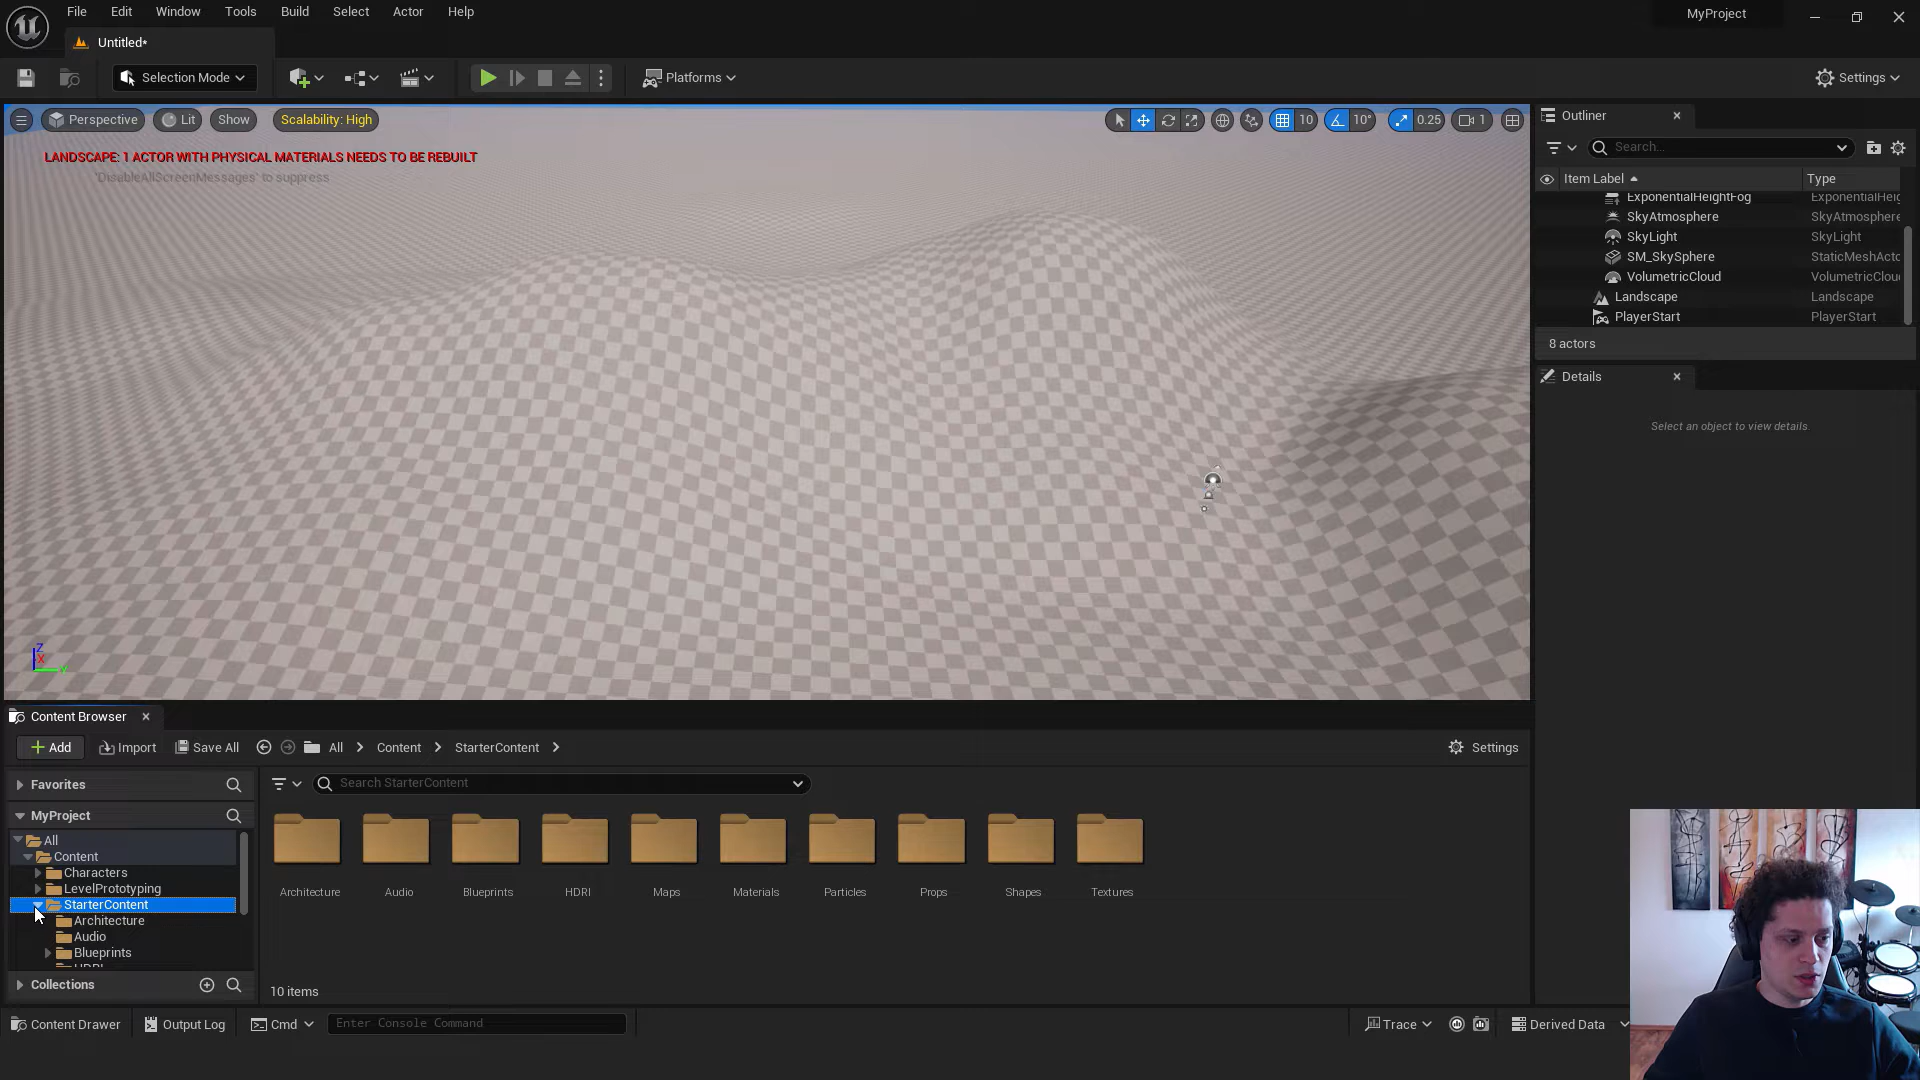 File Edit Window Tools Build Select Actor Help
MyProject
Untitled*
Selection Mode
Platforms
Settings
Perspective Lit Show Scalability: High
10 10° 0.25 1
LANDSCAPE: 1 ACTOR WITH PHYSICAL MATERIALS NEEDS TO BE REBUILT
'DisableAllScreenMessages' to suppress
Z
X
Y
Outliner
Search...
Item Label Type
ExponentialHeightFog ExponentialHeig
SkyAtmosphere SkyAtmosphere
SkyLight SkyLight
SM_SkySphere StaticMeshActo
VolumetricCloud VolumetricClou
Landscape Landscape
PlayerStart PlayerStart
8 actors
Details
Select an object to view details.
Content Browser
Add Import Save All All Content StarterContent
Settings
Favorites
Search StarterContent
MyProject
All
Content
Characters
LevelPrototyping
StarterContent
Architecture
Audio
Blueprints
HDRI
Collections
Architecture Audio Blueprints HDRI Maps Materials Particles Props Shapes Textures
10 items
Content Drawer Output Log Cmd Enter Console Command
Trace Derived Data